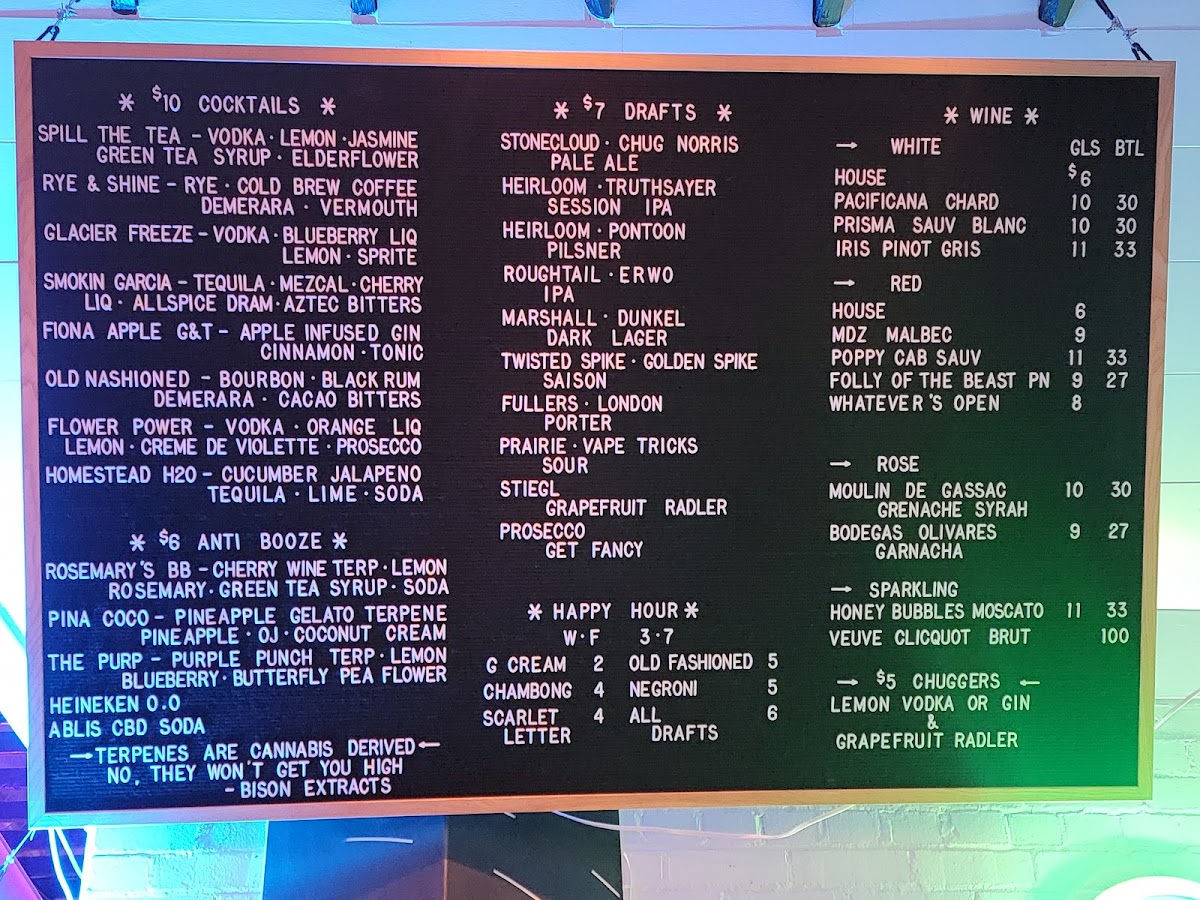 * $10 COCKTAILS *
SPILL THE TEA - VODKA · LEMON · JASMINE
GREEN TEA SYRUP · ELDERFLOWER
RYE & SHINE - RYE · COLD BREW COFFEE
DEMERARA · VERMOUTH
GLACIER FREEZE - VODKA · BLUEBERRY LIQ
LEMON · SPRITE
SMOKIN GARCIA - TEQUILA · MEZCAL · CHERRY
LIQ · ALLSPICE DRAM · AZTEC BITTERS
FIONA APPLE G&T - APPLE INFUSED GIN
CINNAMON · TONIC
OLD NASHIONED - BOURBON · BLACK RUM
DEMERARA · CACAO BITTERS
FLOWER POWER - VODKA · ORANGE LIQ
LEMON · CREME DE VIOLETTE · PROSECCO
HOMESTEAD H20 - CUCUMBER JALAPENO
TEQUILA · LIME · SODA
* $6 ANTI BOOZE *
ROSEMARY'S BB - CHERRY WINE TERP · LEMON
ROSEMARY · GREEN TEA SYRUP · SODA
PINA COCO - PINEAPPLE GELATO TERPENE
PINEAPPLE · OJ · COCONUT CREAM
THE PURP - PURPLE PUNCH TERP · LEMON
BLUEBERRY · BUTTERFLY PEA FLOWER
HEINEKEN 0.0
ABLIS CBD SODA
→ TERPENES ARE CANNABIS DERIVED ←
NO, THEY WON'T GET YOU HIGH
- BISON EXTRACTS
* $7 DRAFTS *
STONECLOUD · CHUG NORRIS
PALE ALE
HEIRLOOM · TRUTHSAYER
SESSION IPA
HEIRLOOM · PONTOON
PILSNER
ROUGHTAIL · ERWO
IPA
MARSHALL · DUNKEL
DARK LAGER
TWISTED SPIKE · GOLDEN SPIKE
SAISON
FULLERS · LONDON
PORTER
PRAIRIE · VAPE TRICKS
SOUR
STIEGL
GRAPEFRUIT RADLER
PROSECCO
GET FANCY
* HAPPY HOUR *
W·F 3·7
G CREAM 2 OLD FASHIONED 5
CHAMBONG 4 NEGRONI 5
SCARLET 4 ALL 6
LETTER DRAFTS
* WINE *
→ WHITE GLS BTL
HOUSE $6
PACIFICANA CHARD 10 30
PRISMA SAUV BLANC 10 30
IRIS PINOT GRIS 11 33
→ RED
HOUSE 6
MDZ MALBEC 9
POPPY CAB SAUV 11 33
FOLLY OF THE BEAST PN 9 27
WHATEVER'S OPEN 8
→ ROSE
MOULIN DE GASSAC 10 30
GRENACHE SYRAH
BODEGAS OLIVARES 9 27
GARNACHA
→ SPARKLING
HONEY BUBBLES MOSCATO 11 33
VEUVE CLICQUOT BRUT 100
→ $5 CHUGGERS ←
LEMON VODKA OR GIN
&
GRAPEFRUIT RADLER